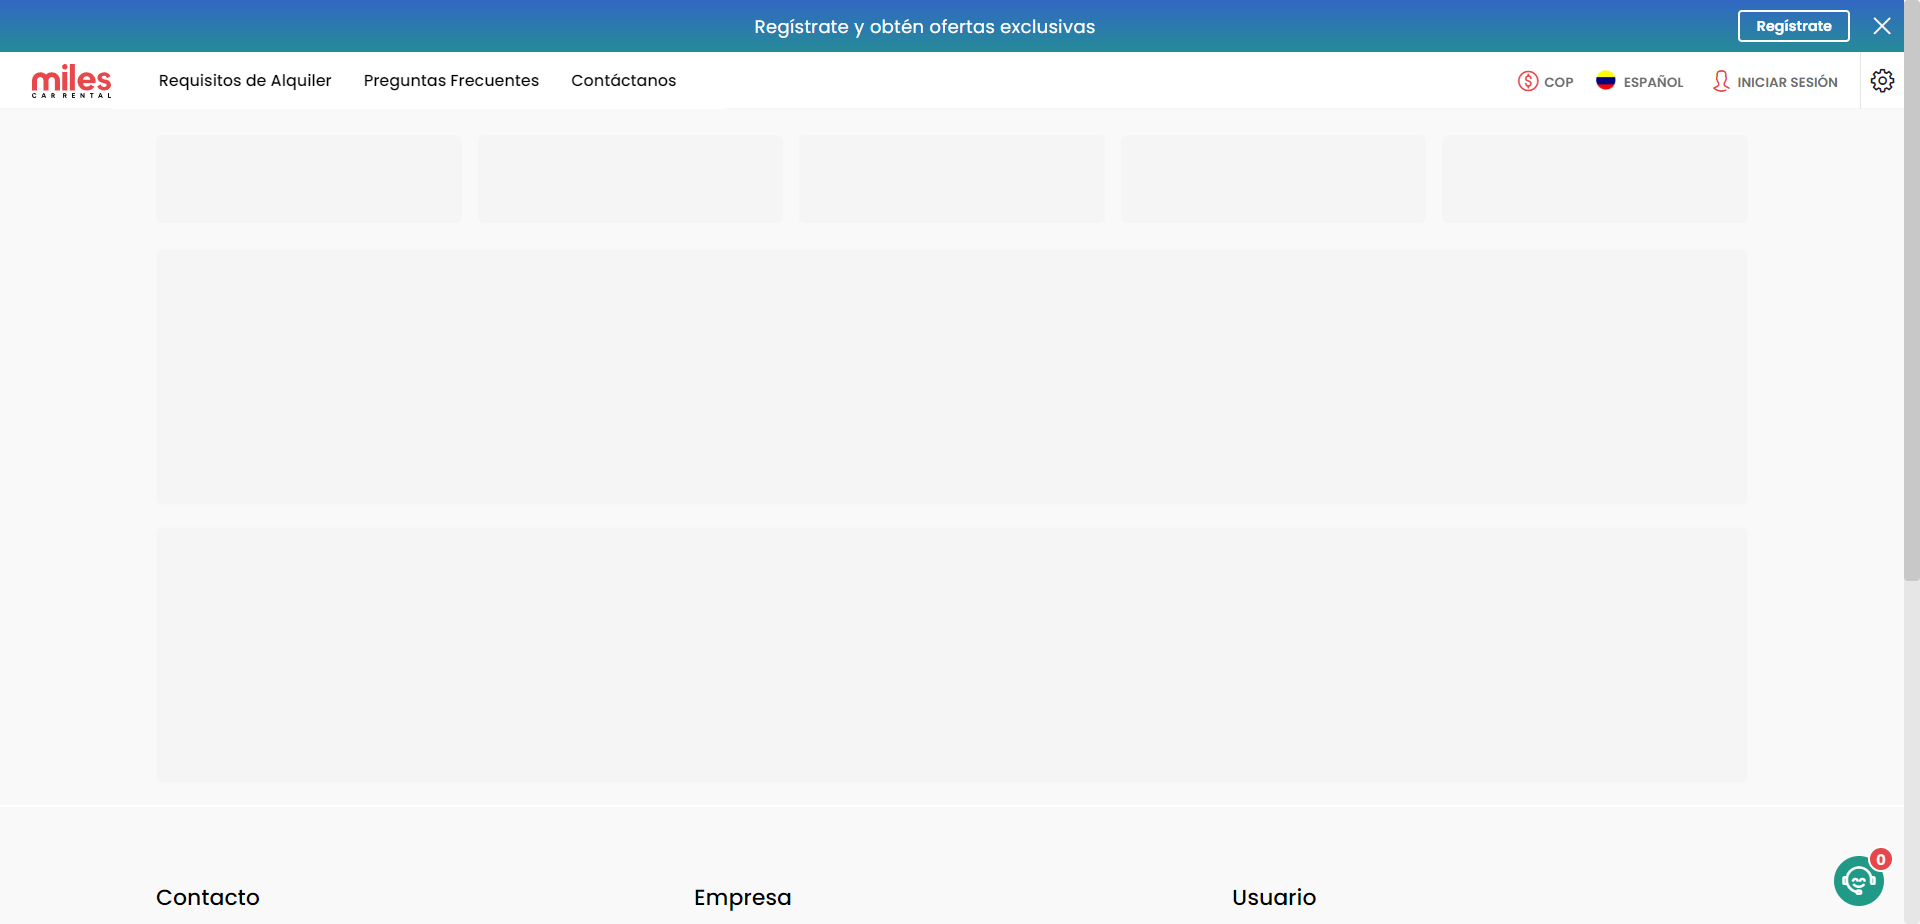 Regístrate y obtén ofertas exclusivas
Regístrate
miles
CAR RENTAL
Requisitos de Alquiler
Preguntas Frecuentes
Contáctanos
COP
ESPAÑOL
INICIAR SESIÓN
0
Contacto
Empresa
Usuario